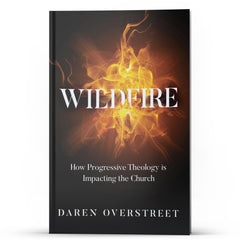 WILDFIRE
How Progressive Theology is
Impacting the Church
DAREN OVERSTREET